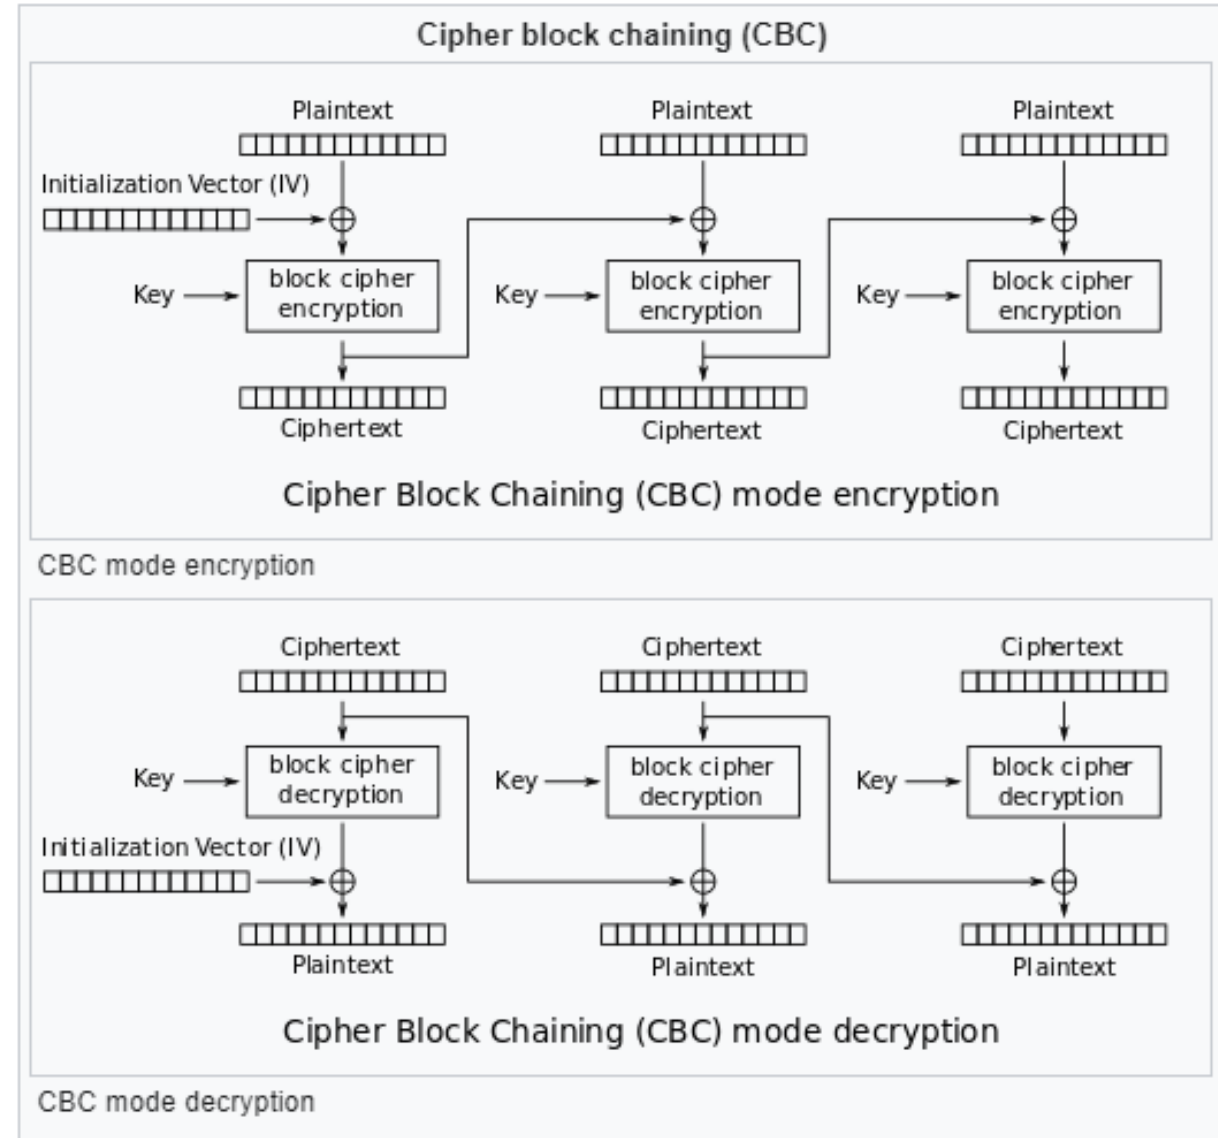 Cipher block chaining (CBC)
Plaintext Plaintext Plaintext
Initialization Vector (IV)
Key block cipher encryption Key block cipher encryption Key block cipher encryption
Ciphertext Ciphertext Ciphertext
Cipher Block Chaining (CBC) mode encryption
CBC mode encryption
Ciphertext Ciphertext Ciphertext
Key block cipher decryption Key block cipher decryption Key block cipher decryption
Initialization Vector (IV)
Plaintext Plaintext Plaintext
Cipher Block Chaining (CBC) mode decryption
CBC mode decryption